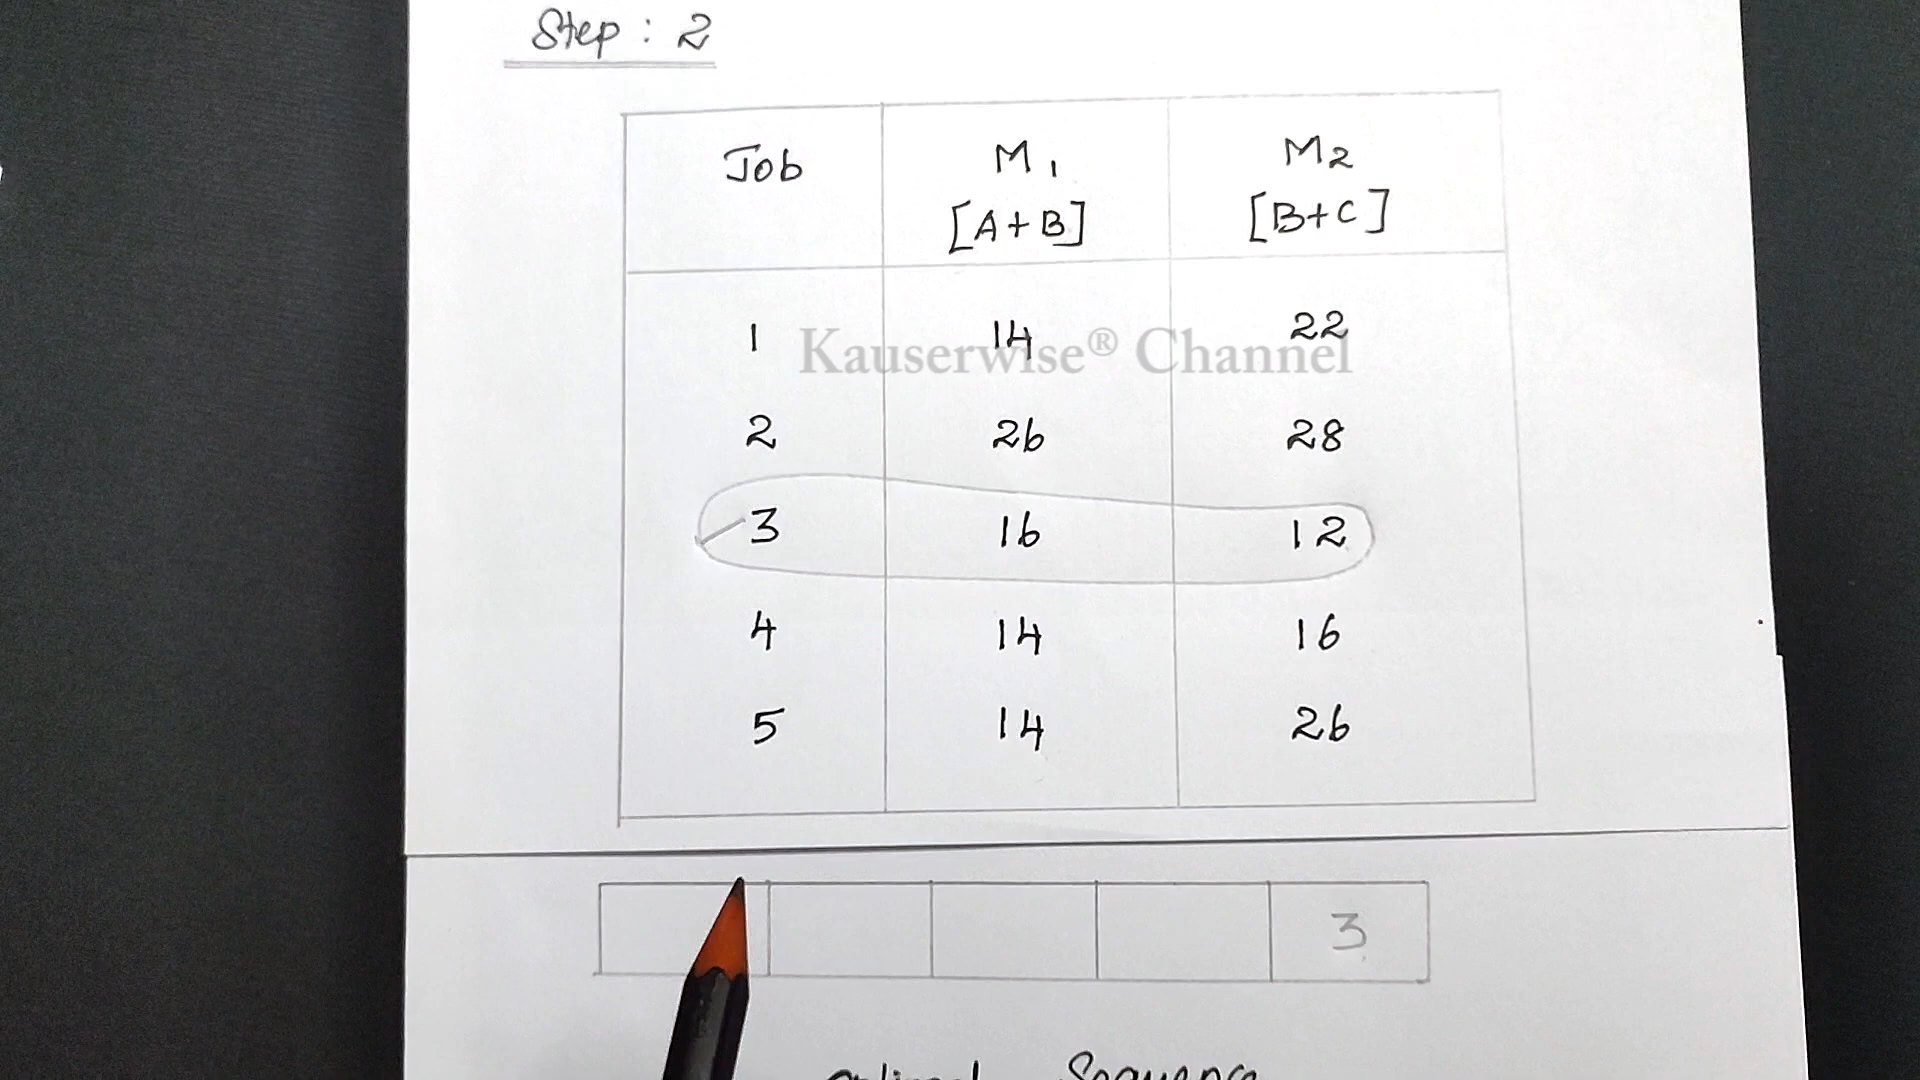 Step : 2
Job M1 M2
[A+B] [B+C]
1 14 22
Kauserwise® Channel
2 26 28
3 16 12
4 14 16
5 14 26
3
Sequence